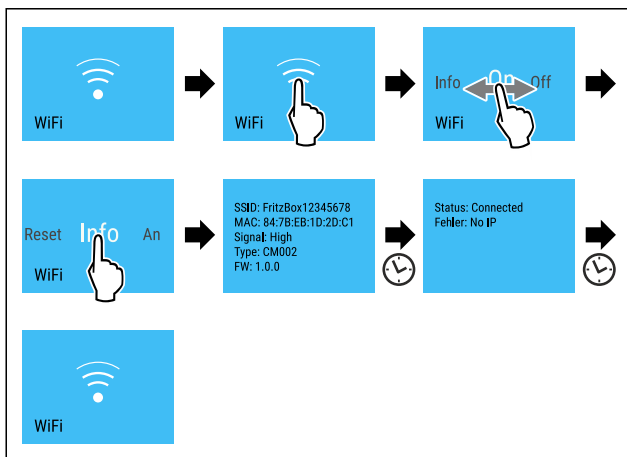 WiFi
WiFi
Info On Off
WiFi
Reset Info An
WiFi
SSID: FritzBox12345678
MAC: 84:7B:EB:1D:2D:C1
Signal: High
Type: CM002
FW: 1.0.0
Status: Connected
Fehler: No IP
WiFi